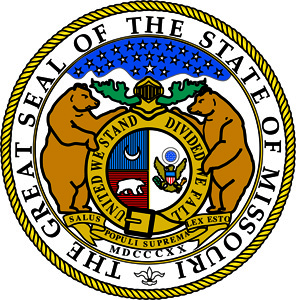 THE GREAT SEAL OF THE STATE OF MISSOURI
UNITED WE STAND DIVIDED WE FALL
SALUS POPULI SUPREMA LEX ESTO
MDCCCXX